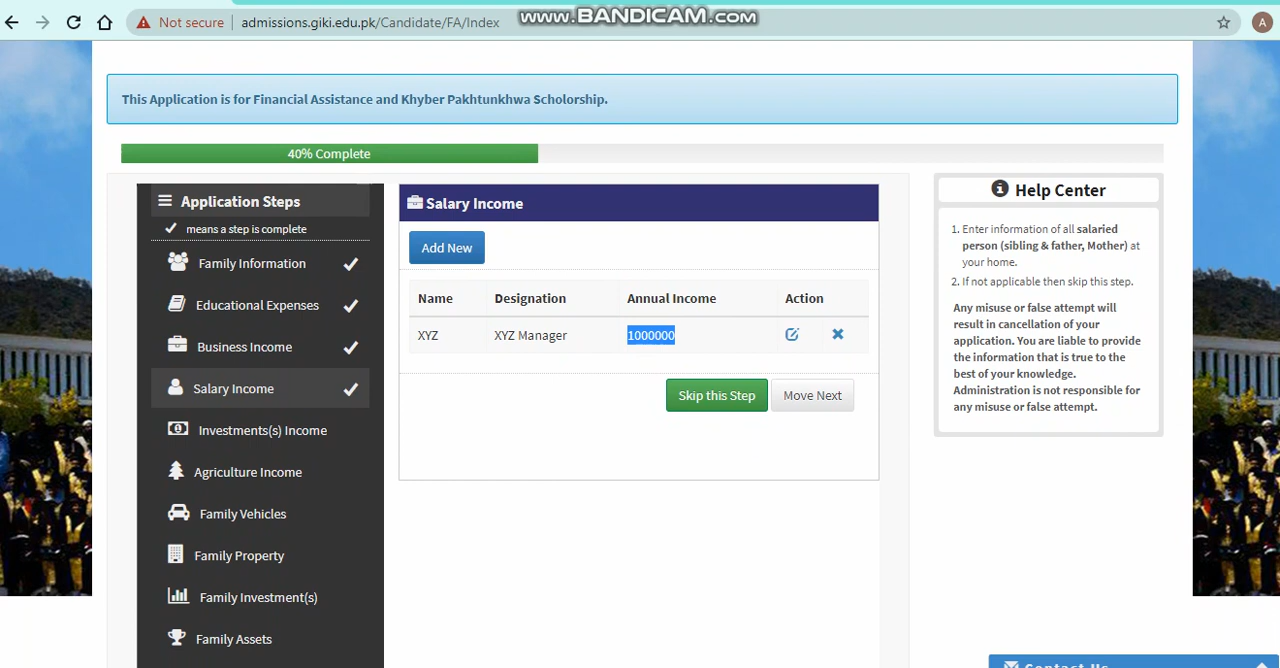 Not secure
admissions.giki.edu.pk/Candidate/FA/Index
www.BANDICAM.com
A
This Application is for Financial Assistance and Khyber Pakhtunkhwa Scholorship.
40% Complete
Application Steps
means a step is complete
Family Information
Educational Expenses
Business Income
Salary Income
Investments(s) Income
Agriculture Income
Family Vehicles
Family Property
Family Investment(s)
Family Assets
Salary Income
Add New
Name Designation Annual Income Action
XYZ XYZ Manager 1000000
Skip this Step Move Next
Help Center
1. Enter information of all salaried
person (sibling & father, Mother) at
your home.
2. If not applicable then skip this step.
Any misuse or false attempt will
result in cancellation of your
application. You are liable to provide
the information that is true to the
best of your knowledge.
Administration is not responsible for
any misuse or false attempt.
Contact Us